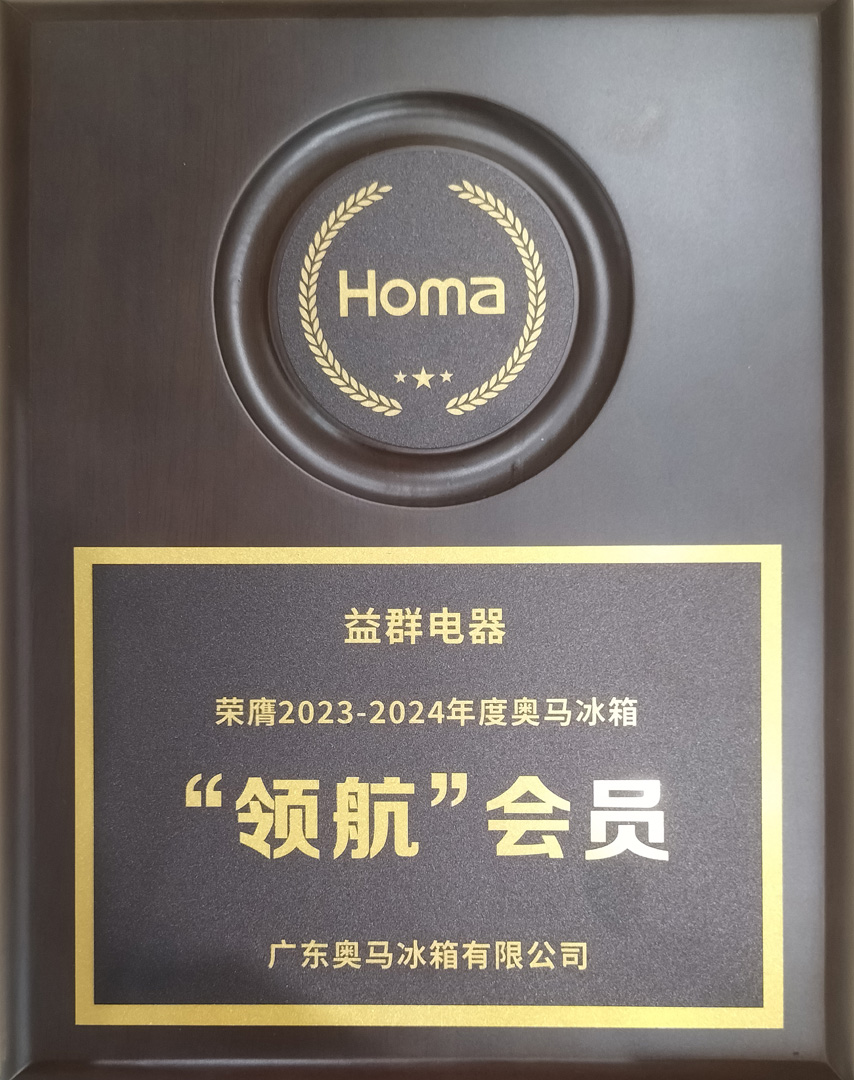 Homa
益群电器
荣膺2023-2024年度奥马冰箱
“领航”会员
广东奥马冰箱有限公司